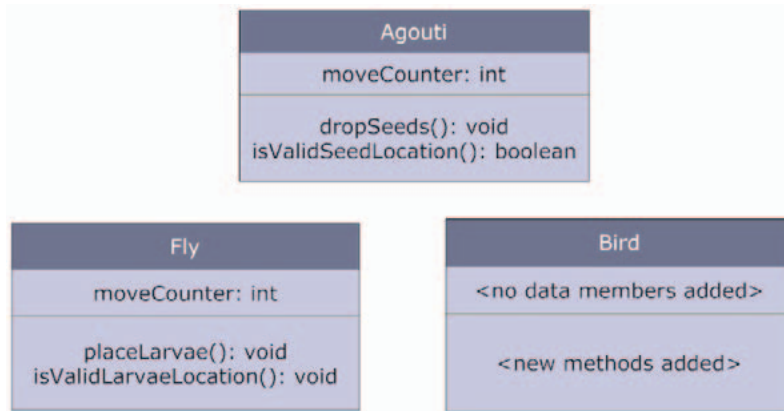 Agouti
moveCounter: int
dropSeeds(): void
isValidSeedLocation(): boolean
Fly
moveCounter: int
placeLarvae(): void
isValidLarvaeLocation(): void
Bird
<no data members added>
<new methods added>